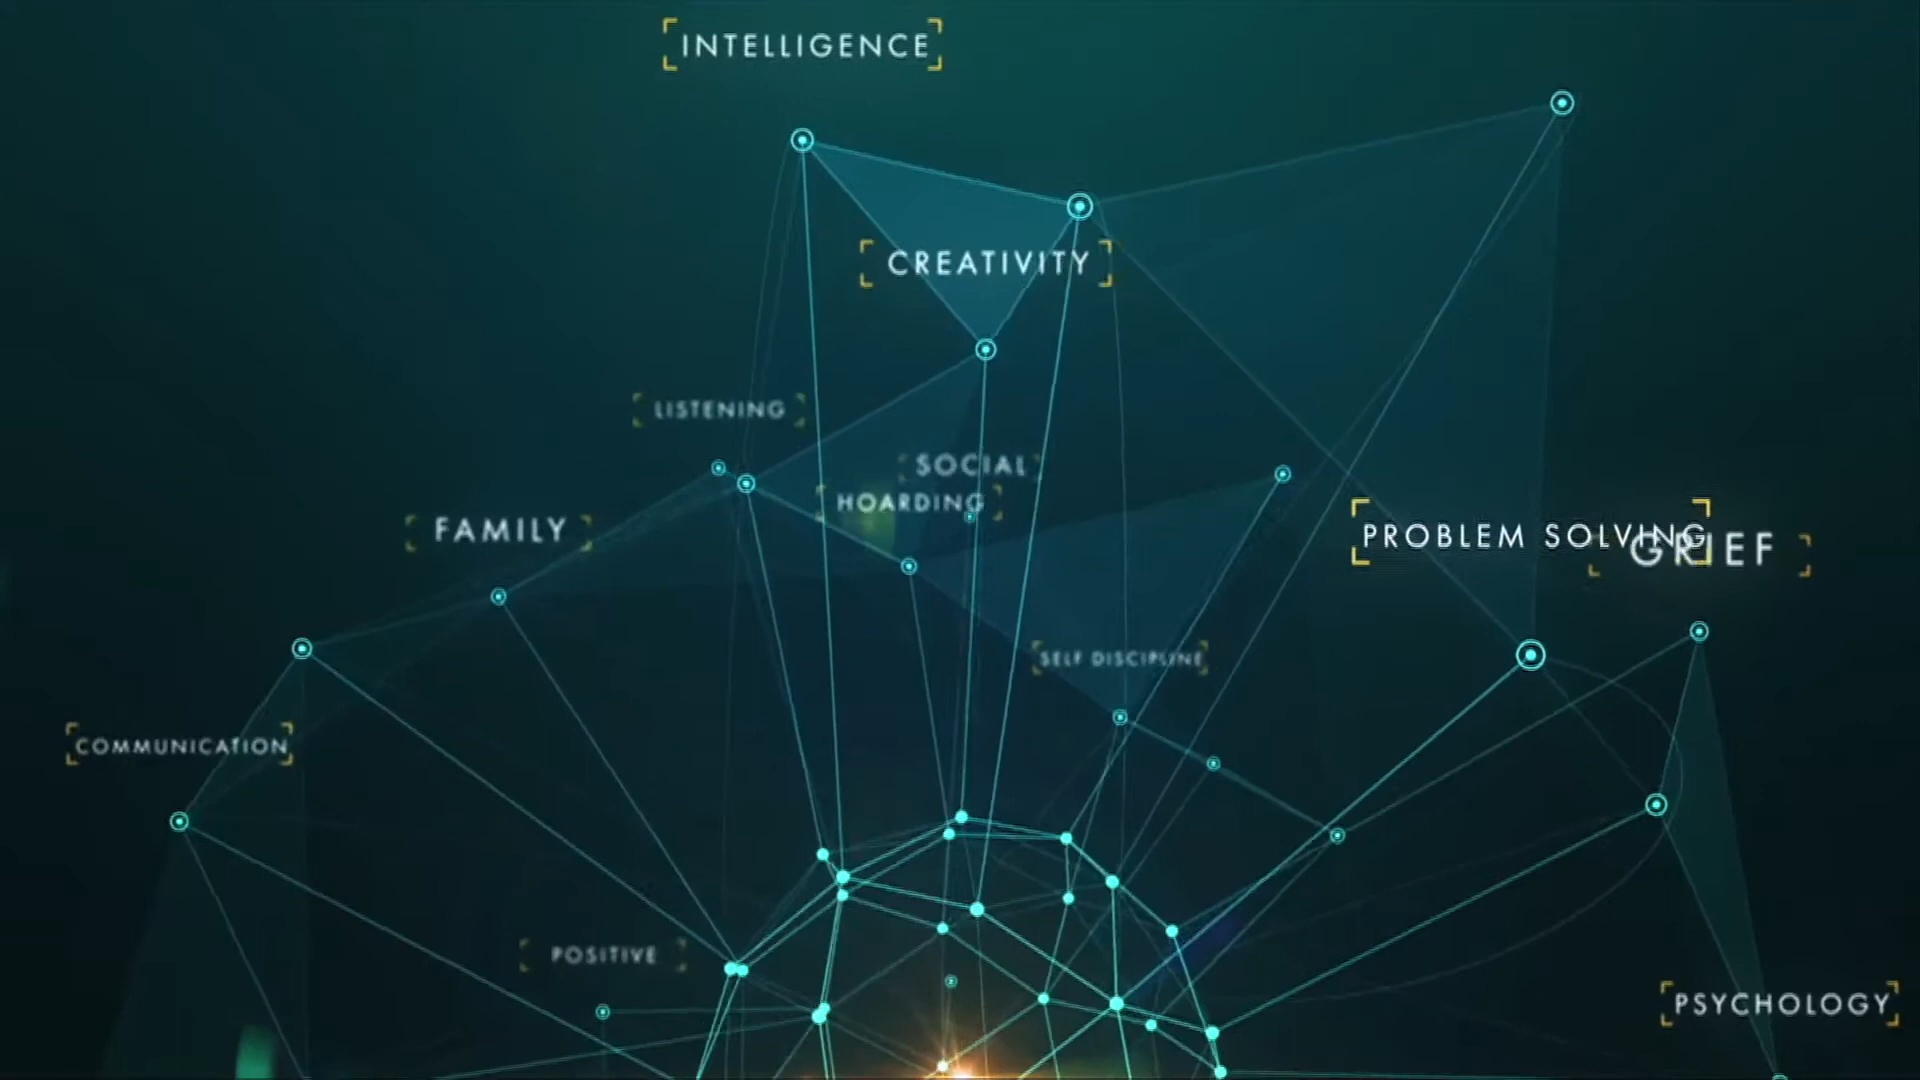 INTELLIGENCE
CREATIVITY
LISTENING
SOCIAL
HOARDING
FAMILY
PROBLEM SOLVING
GRIEF
SELF DISCIPLINE
COMMUNICATION
POSITIVE
PSYCHOLOGY